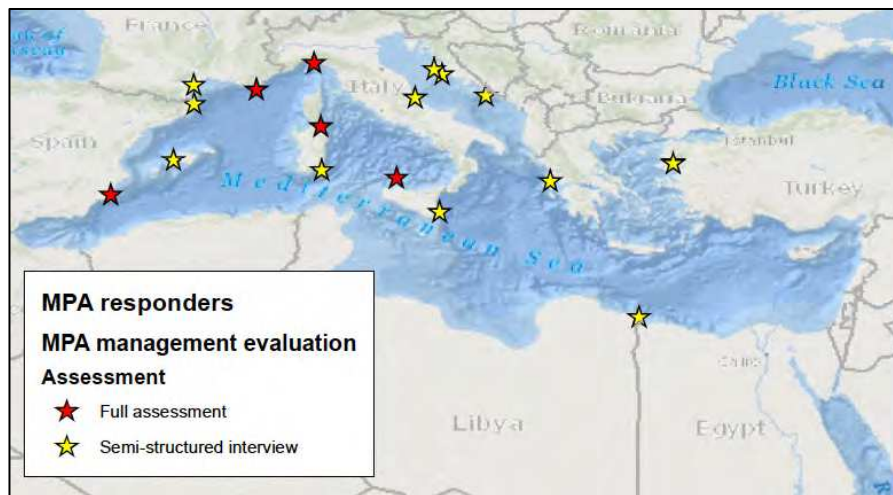 France
Romania
Italy
Black Sea
Bulgaria
Istanbul
Spain
Turkey
Mediterranean Sea
MPA responders
MPA management evaluation
Assessment
Full assessment
Semi-structured interview
Cairo
Libya
Egypt